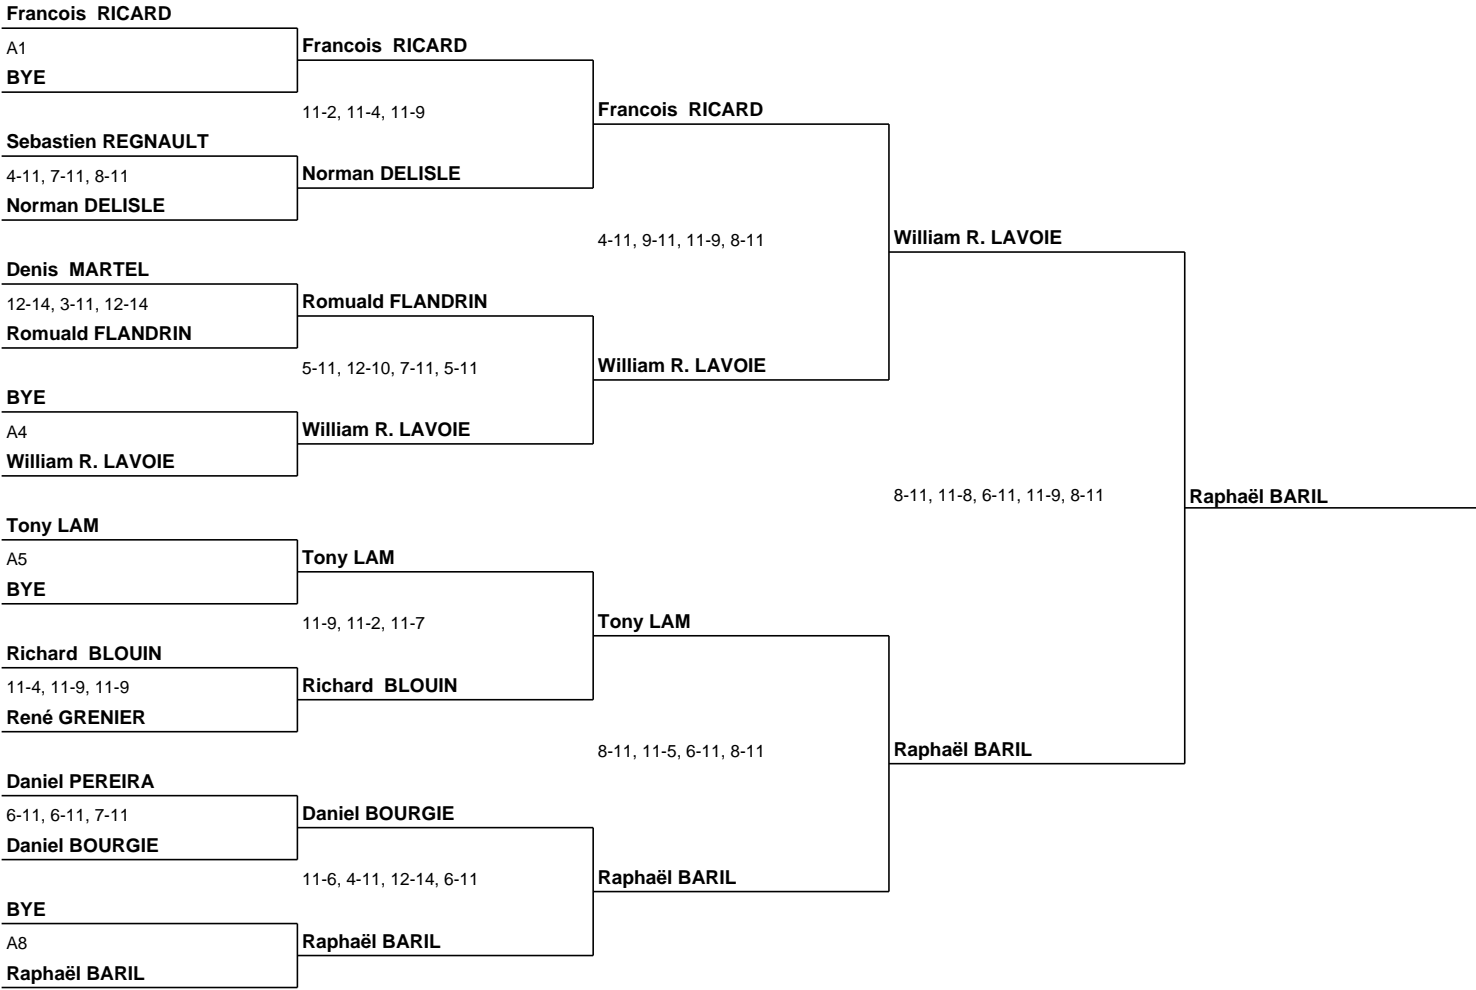 Francois  RICARD
A1
BYE
Sebastien REGNAULT
4-11, 7-11, 8-11
Norman DELISLE
Denis  MARTEL
12-14, 3-11, 12-14
Romuald FLANDRIN
BYE
A4
William R. LAVOIE
Tony LAM
A5
BYE
Richard  BLOUIN
11-4, 11-9, 11-9
René GRENIER
Daniel PEREIRA
6-11, 6-11, 7-11
Daniel BOURGIE
BYE
A8
Raphaël BARIL
Francois  RICARD
11-2, 11-4, 11-9
Norman DELISLE
Romuald FLANDRIN
5-11, 12-10, 7-11, 5-11
William R. LAVOIE
Tony LAM
11-9, 11-2, 11-7
Richard  BLOUIN
Daniel BOURGIE
11-6, 4-11, 12-14, 6-11
Raphaël BARIL
Francois  RICARD
4-11, 9-11, 11-9, 8-11
William R. LAVOIE
Tony LAM
8-11, 11-5, 6-11, 8-11
Raphaël BARIL
William R. LAVOIE
8-11, 11-8, 6-11, 11-9, 8-11
Raphaël BARIL
Raphaël BARIL